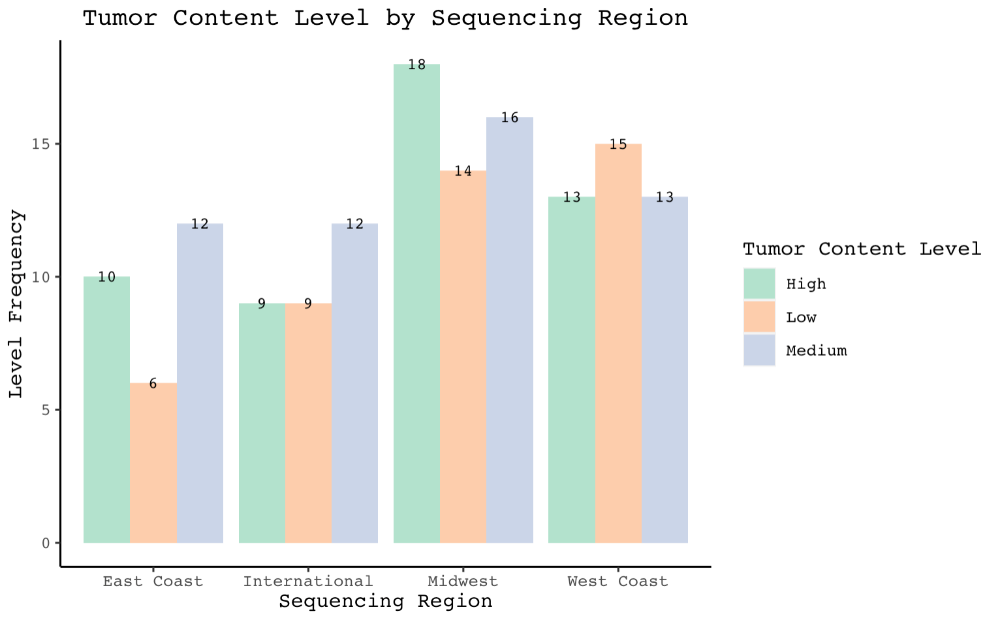 Tumor Content Level by Sequencing Region
Level Frequency
15
10
5
0
10
6
12
9
9
12
18
14
16
13
15
13
East Coast
International
Midwest
West Coast
Sequencing Region
Tumor Content Level
High
Low
Medium